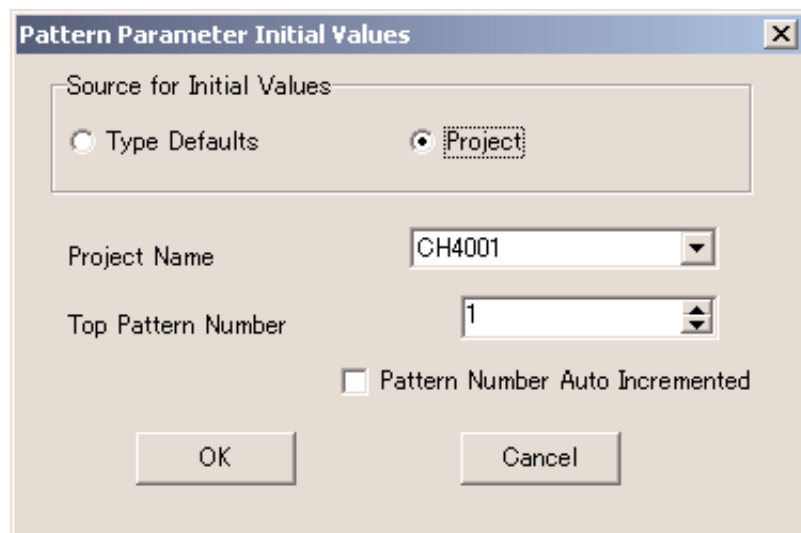 Pattern Parameter Initial Values
Source for Initial Values
Type Defaults Project
Project Name CH4001
Top Pattern Number 1
Pattern Number Auto Incremented
OK Cancel